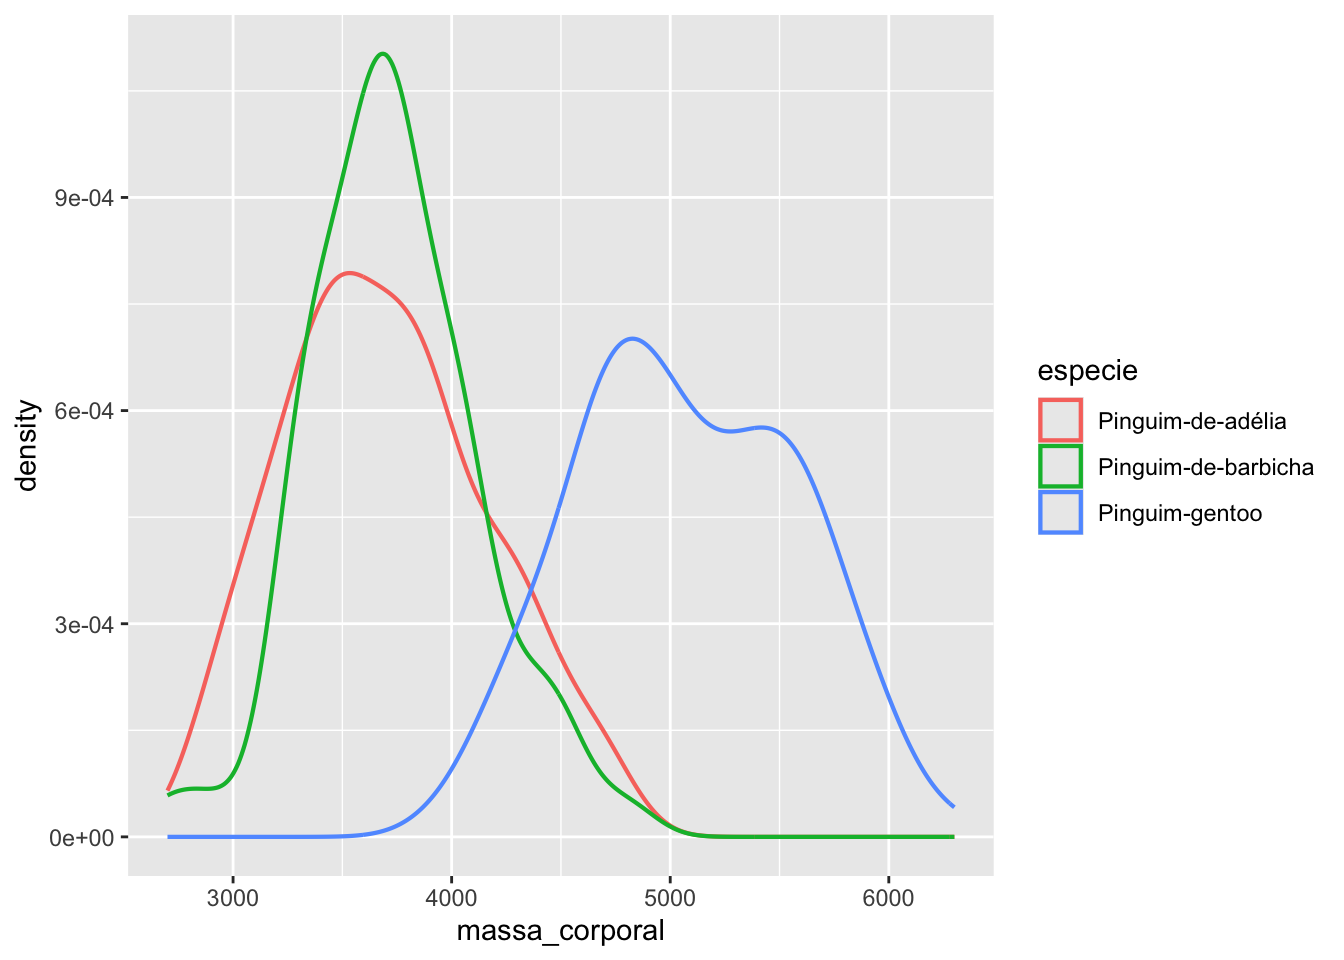 density
9e-04
6e-04
3e-04
0e+00
3000 4000 5000 6000
massa_corporal
especie
Pinguim-de-adélia
Pinguim-de-barbicha
Pinguim-gentoo